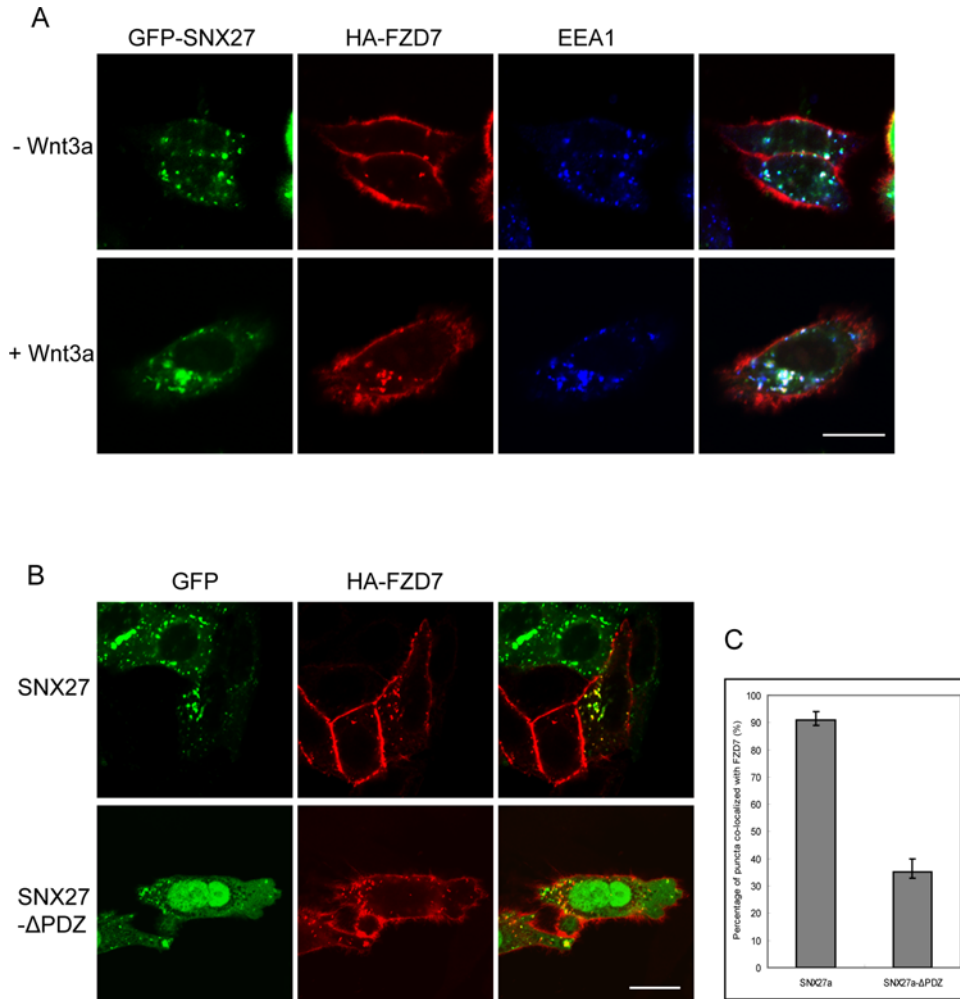 A
GFP-SNX27 HA-FZD7 EEA1
- Wnt3a
+ Wnt3a
B
GFP HA-FZD7
SNX27
SNX27
-ΔPDZ
C
Percentage of puncta co-localized with FZD7 (%)
100
90
80
70
60
50
40
30
20
10
0
SNX27a SNX27a-ΔPDZ